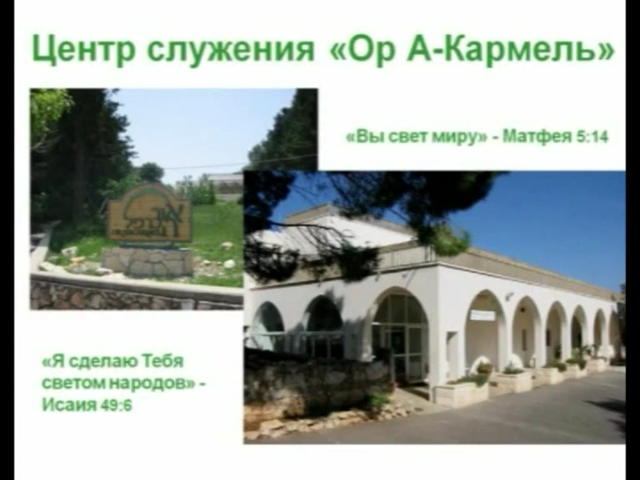 Центр служения «Ор А-Кармель»
«Вы свет миру» - Матфея 5:14
«Я сделаю Тебя
светом народов» -
Исаия 49:6